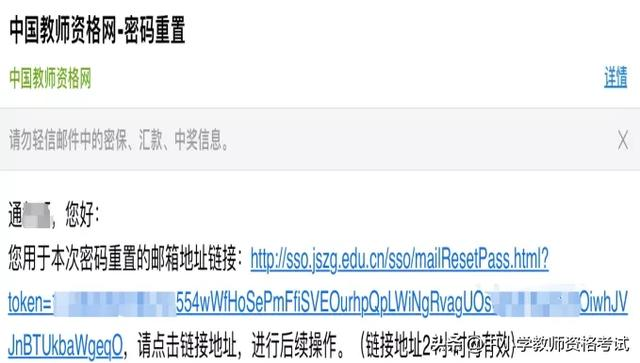 中国教师资格网-密码重置
中国教师资格网 详情
请勿轻信邮件中的密保、汇款、中奖信息。
通，您好：
您用于本次密码重置的邮箱地址链接：http://sso.jszg.edu.cn/sso/mailResetPass.html?
token= 554wWfHoSePmFfiSVEOurhpQpLWiNgRvagUOs OiwhJV
JnBTUkbaWgeqO，请点击链接地址，进行后续操作。（链接地址2 有效）
学教师资格考试